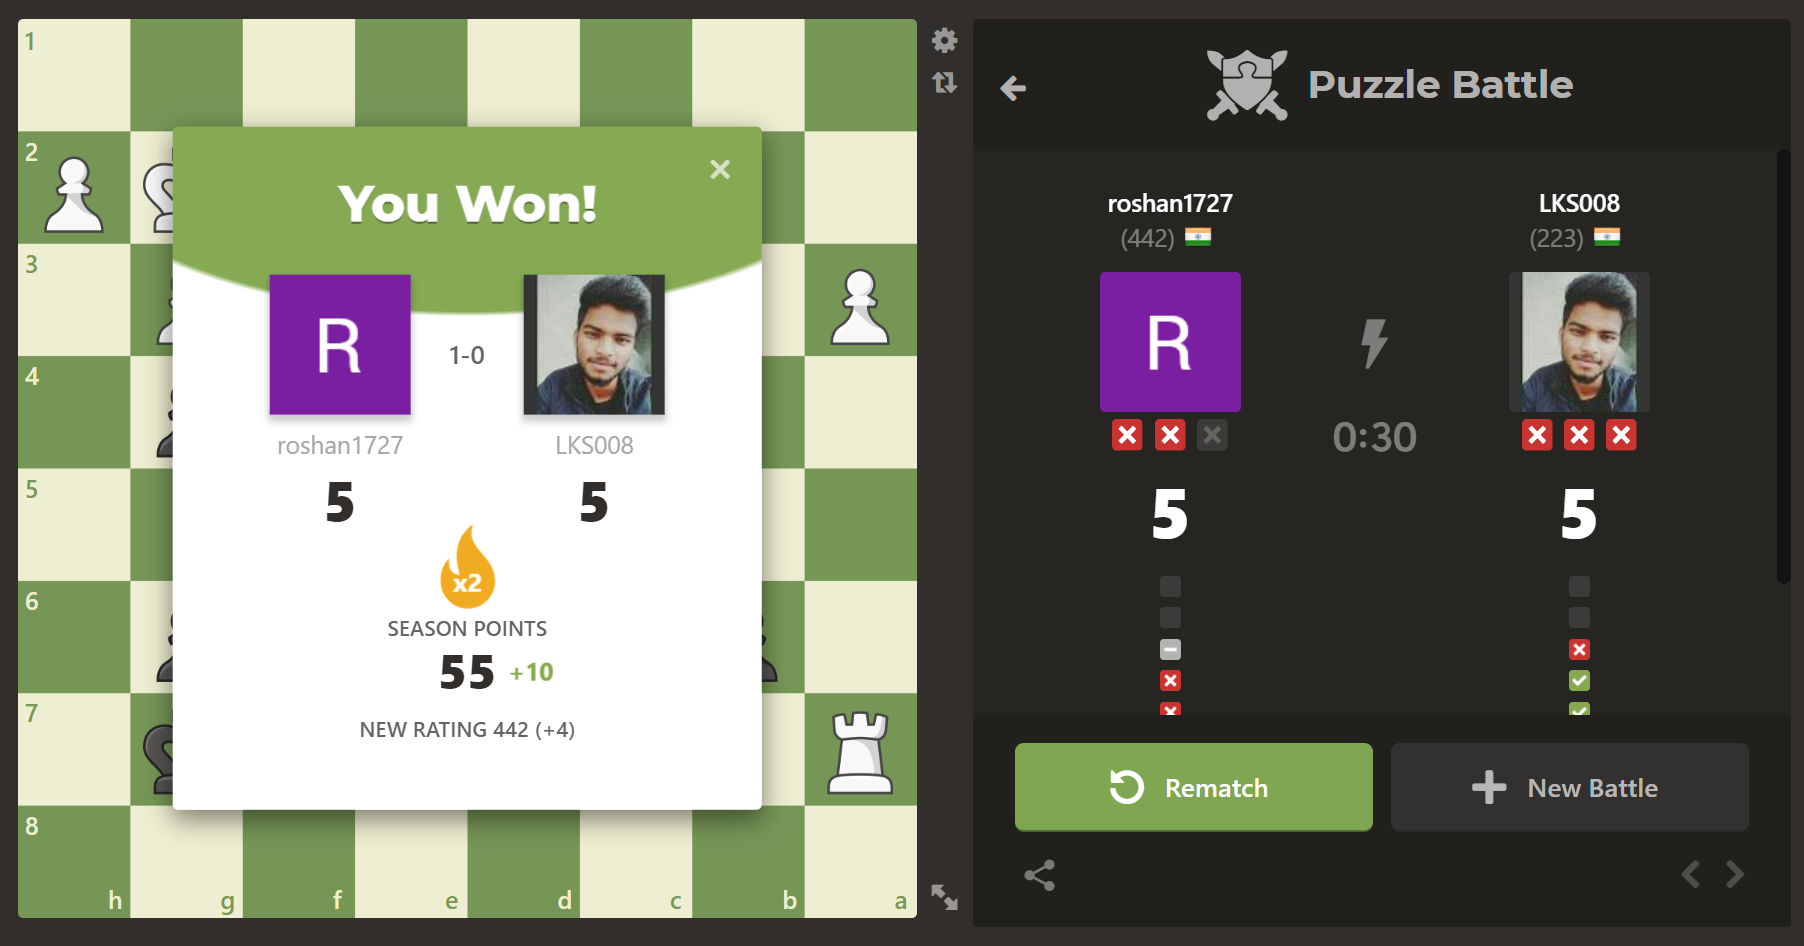 1
2
3
4
5
6
7
8
h
g
f
e
d
c
b
a
You Won!
R
1-0
roshan1727
LKS008
5
5
x2
SEASON POINTS
55 +10
NEW RATING 442 (+4)
Puzzle Battle
roshan1727
LKS008
(442)
(223)
R
0:30
5
5
Rematch
New Battle